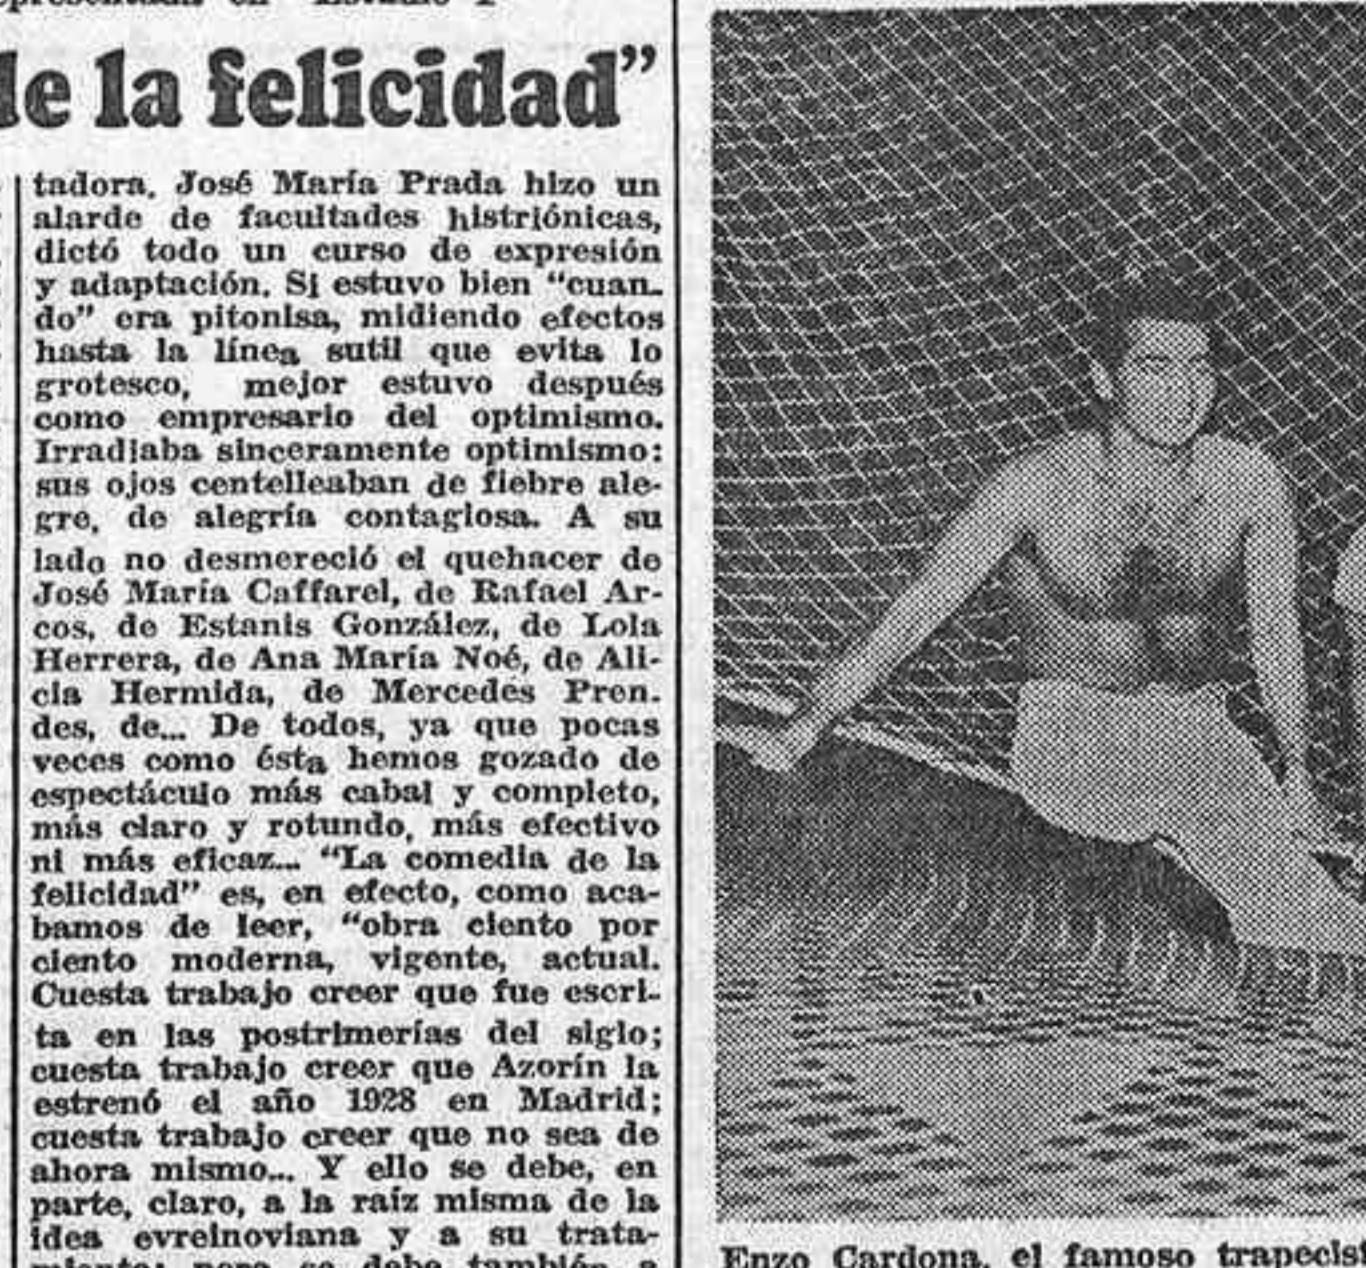 de la felicidad”
tadora. José María Prada hizo un
alarde de facultades histriónicas,
dictó todo un curso de expresión
y adaptación. Si estuvo bien “cuan-
do” era pitonisa, midiendo efectos
hasta la línea sutil que evita lo
grotesco, mejor estuvo después
como empresario del optimismo.
Irradiaba sinceramente optimismo:
sus ojos centelleaban de fiebre ale-
gre, de alegría contagiosa. A su
lado no desmereció el quehacer de
José María Caffarel, de Rafael Ar-
cos, de Estanis González, de Lola
Herrera, de Ana María Noé, de Ali-
cia Hermida, de Mercedes Pren-
des, de... De todos, ya que pocas
veces como ésta hemos gozado de
espectáculo más cabal y completo,
más claro y rotundo, más efectivo
ni más eficaz... “La comedia de la
felicidad” es, en efecto, como aca-
bamos de leer, “obra ciento por
ciento moderna, vigente, actual.
Cuesta trabajo creer que fue escri-
ta en las postrimerías del siglo;
cuesta trabajo creer que Azorín la
estrenó el año 1928 en Madrid;
cuesta trabajo creer que no sea de
ahora mismo... Y ello se debe, en
parte, claro, a la raíz misma de la
idea evreinoviana y a su trata-
miento; pero se debe también a
Enzo Cardona, el famoso trapecis